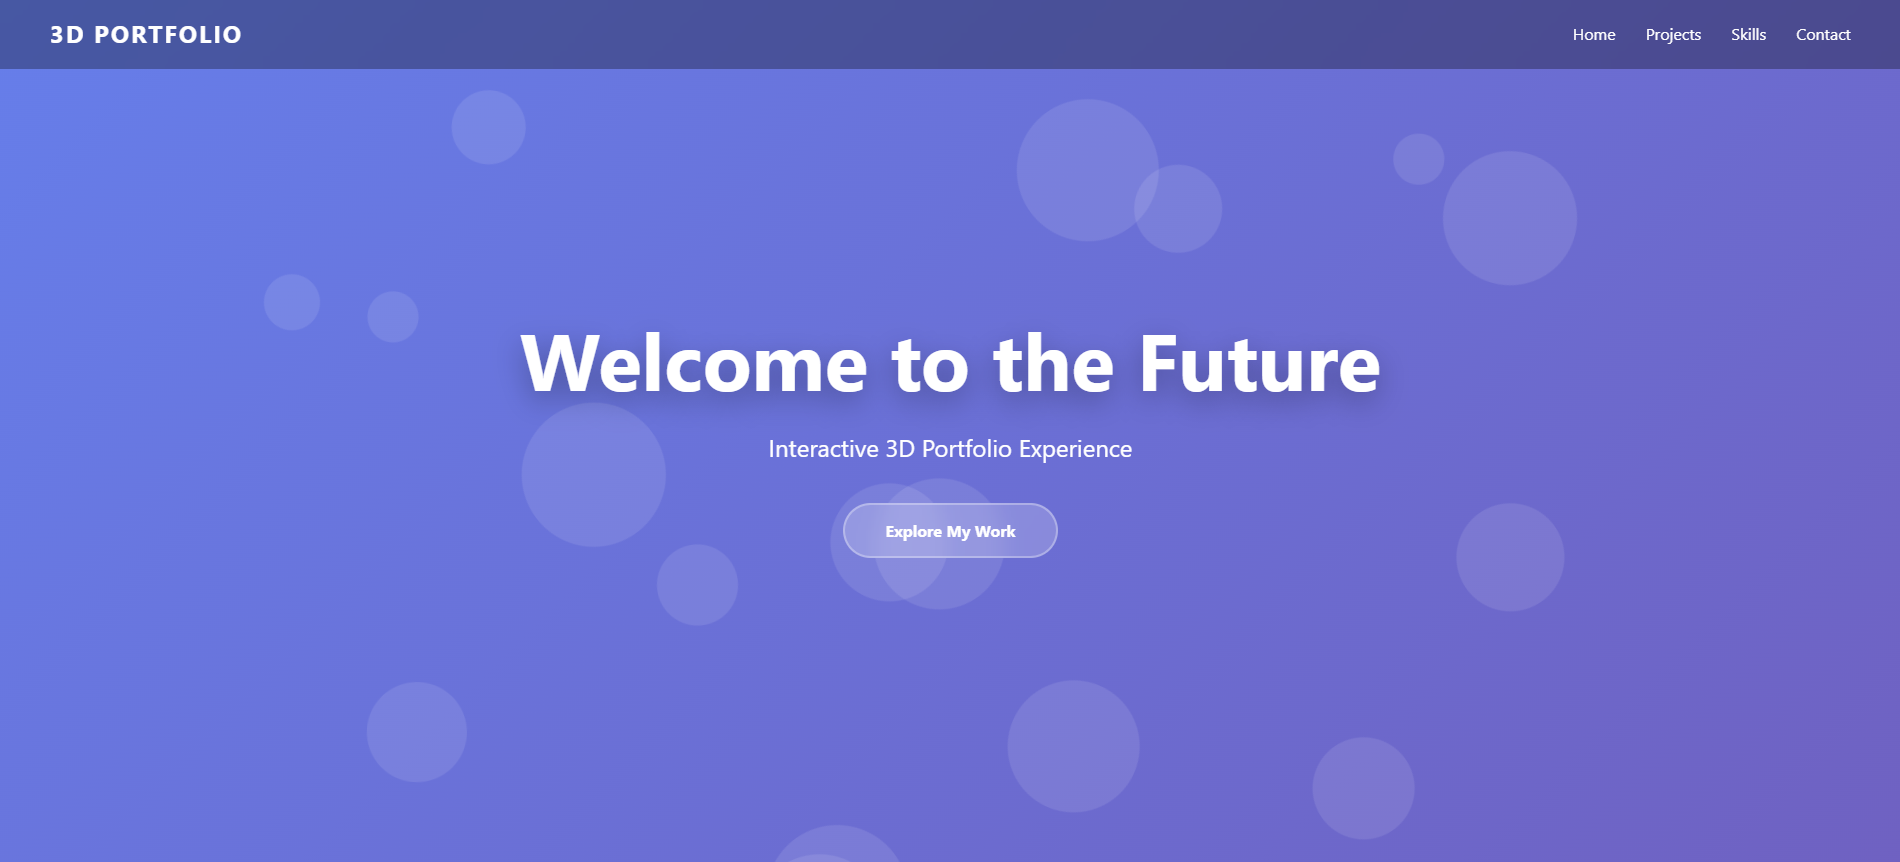 3D PORTFOLIO
Home Projects Skills Contact
Welcome to the Future
Interactive 3D Portfolio Experience
Explore My Work